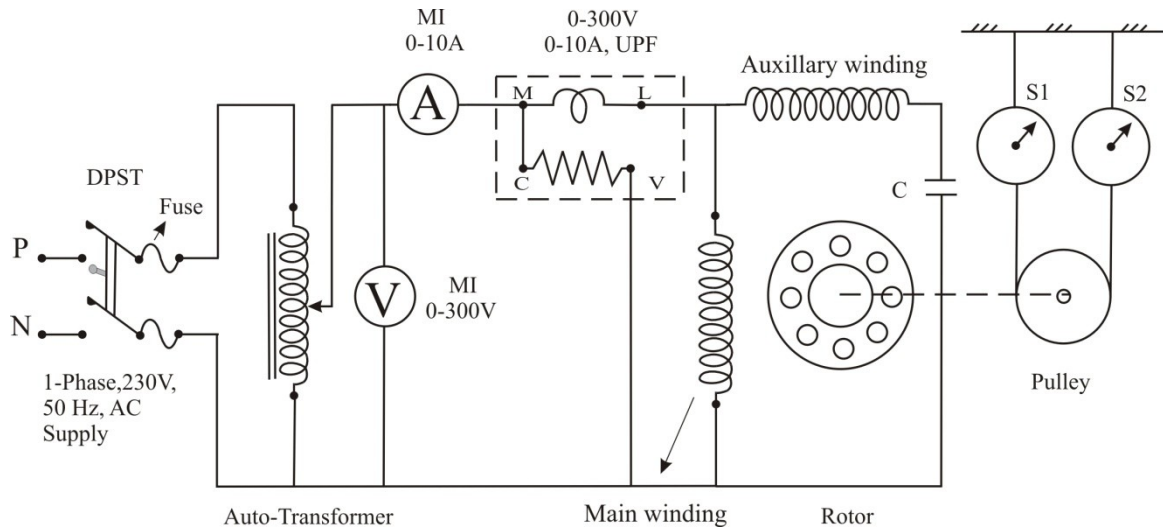 MI
0-10A
0-300V
0-10A, UPF
Auxillary winding
S1
S2
A
M
L
C
V
C
DPST
Fuse
P
N
V
MI
0-300V
1-Phase,230V,
50 Hz, AC
Supply
Pulley
Auto-Transformer
Main winding
Rotor